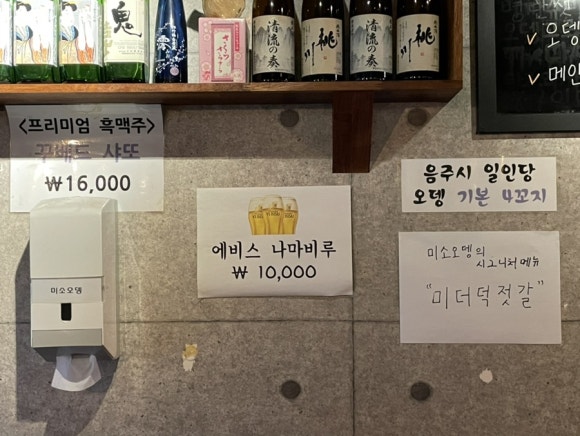 鬼
清流の奏
桃川
清流の奏
桃川
✓ 오뎅
✓ 메인
<프리미엄 흑맥주>
꾸베드 샤또
₩16,000
미소오뎅
에비스 나마비루
₩ 10,000
음주시 일인당
오뎅 기본 4꼬지
미소오뎅의
시그니처 메뉴
“미더덕젓갈”